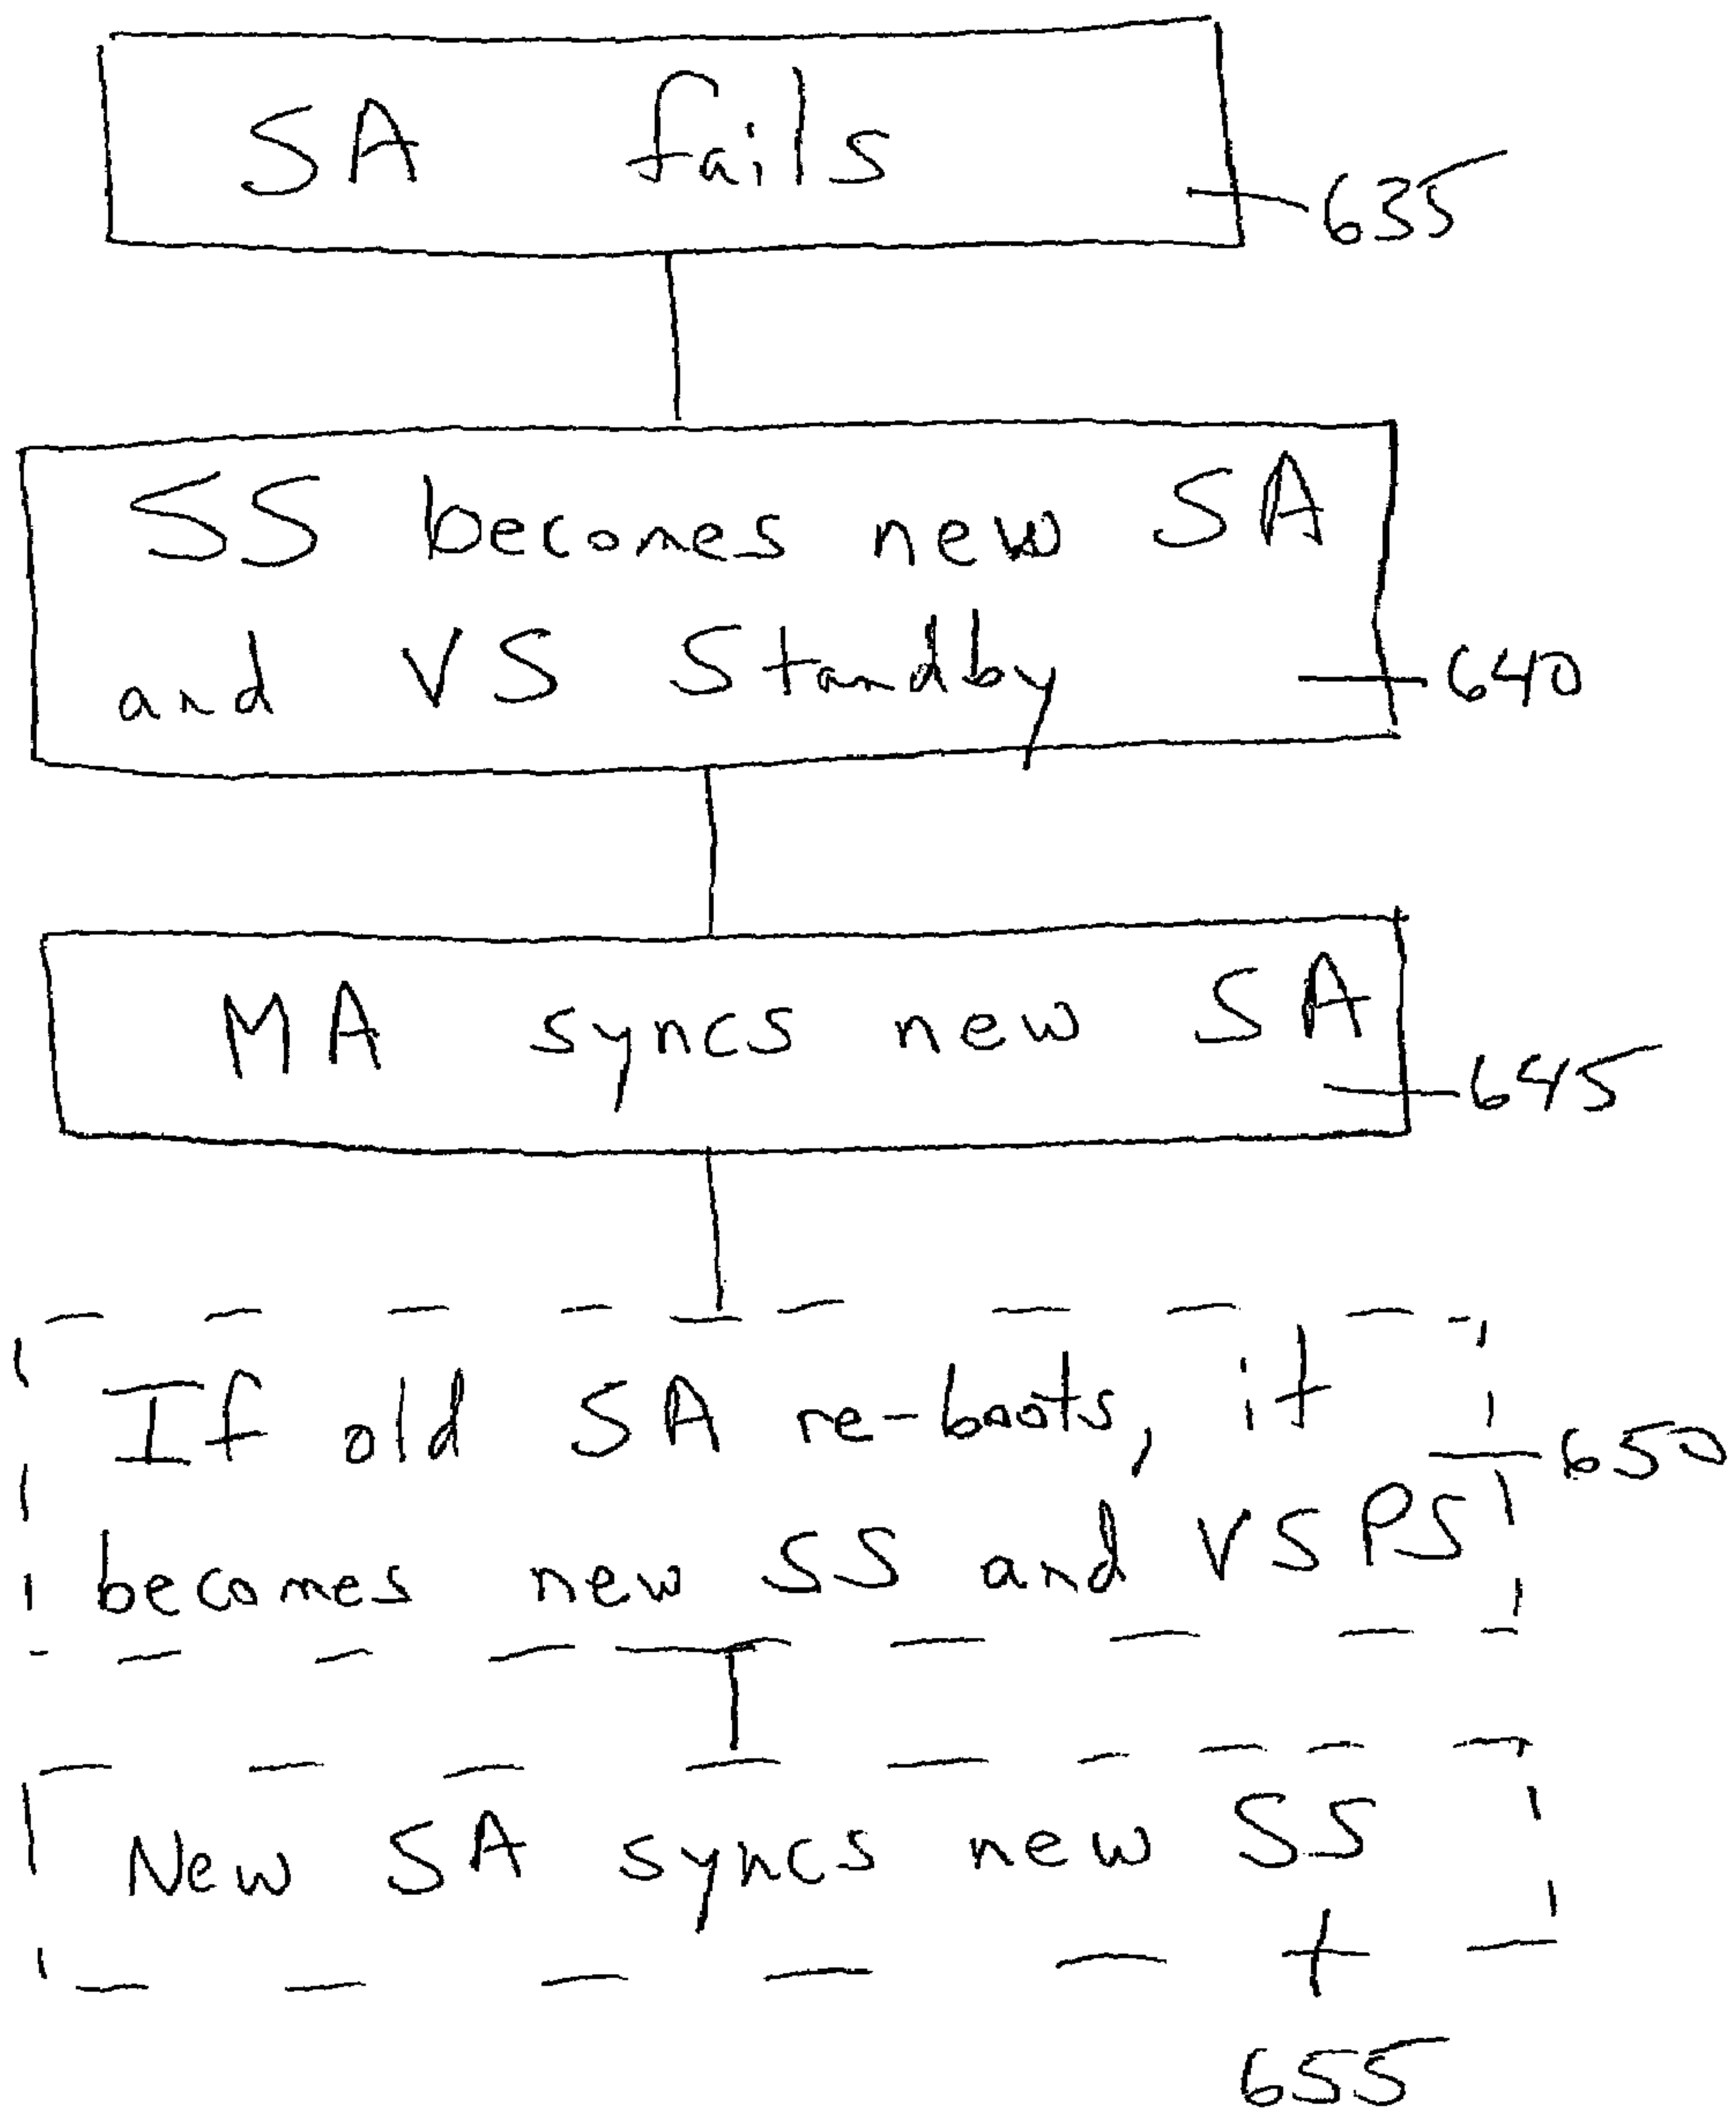 SA fails
635
SS becomes new SA
and VS Standby
640
MA syncs new SA
645
If old SA re-boots, it
650
becomes new SS and VSPS
New SA syncs new SS
655